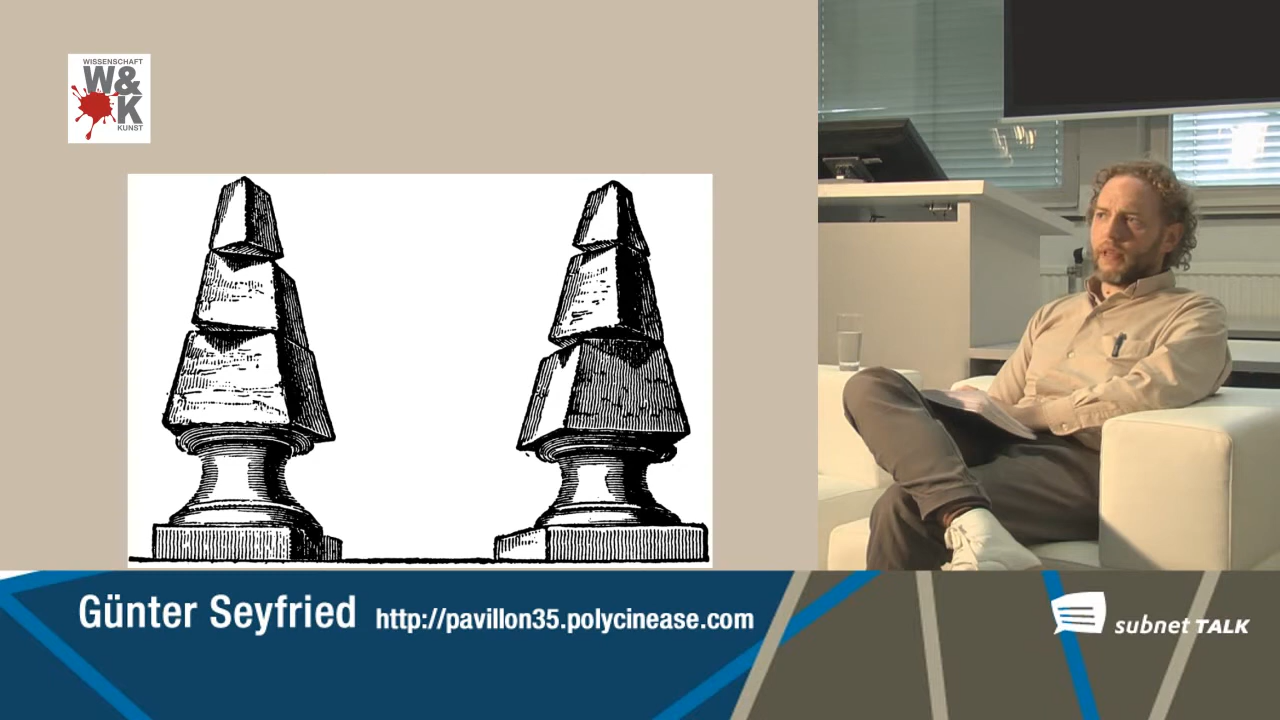 WISSENSCHAFT
W&
K
KUNST
Günter Seyfried http://pavillon35.polycinease.com
subnet TALK